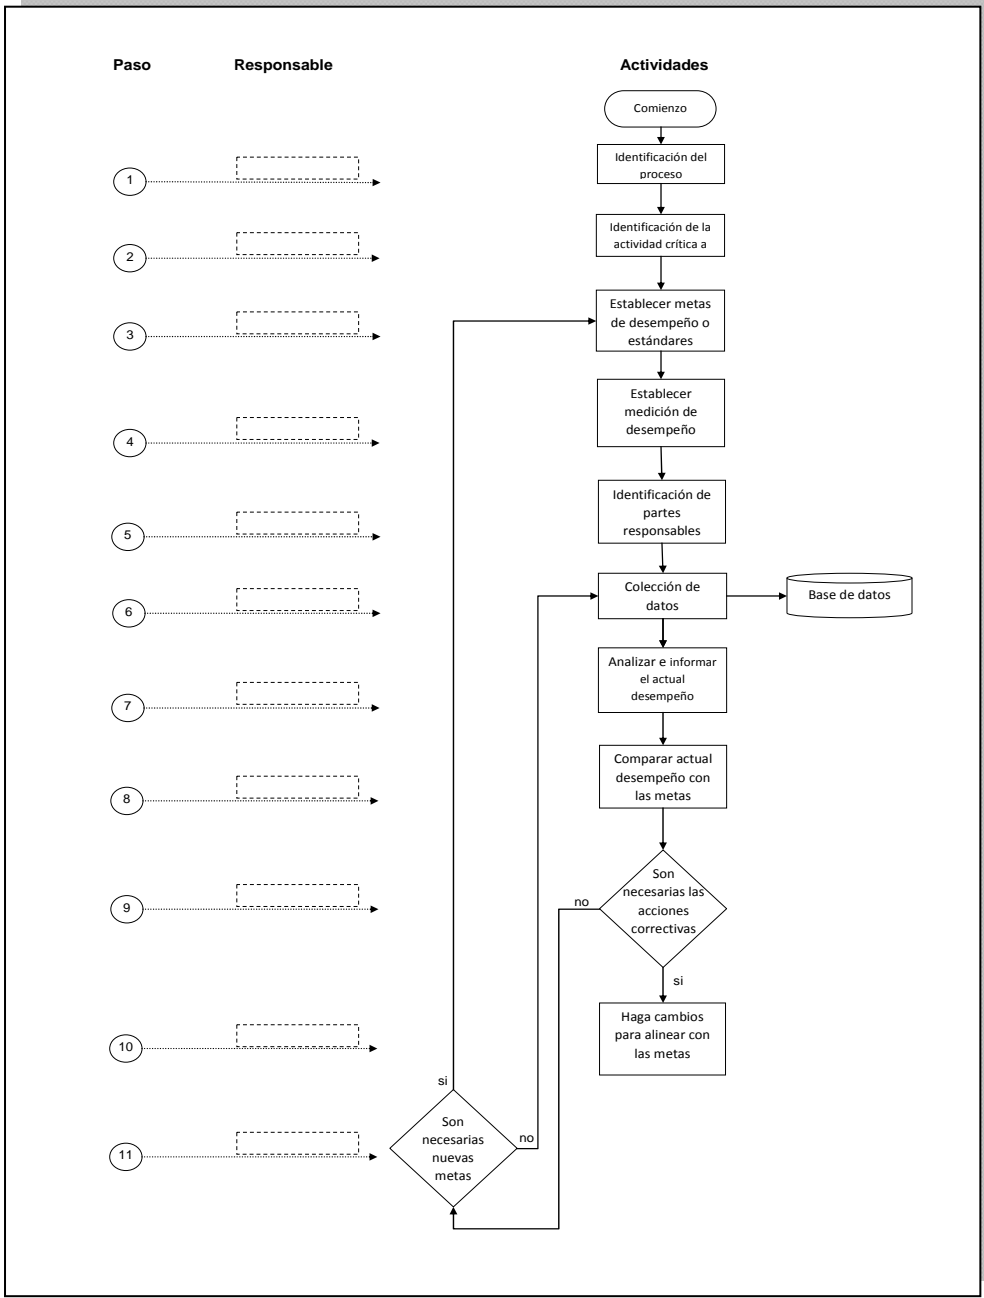 Paso Responsable Actividades
Comienzo
1
Identificación del
proceso
2
Identificación de la
actividad crítica a
3
Establecer metas
de desempeño o
estándares
4
Establecer
medición de
desempeño
5
Identificación de
partes
responsables
6
Colección de
datos
Base de datos
7
Analizar e informar
el actual
desempeño
8
Comparar actual
desempeño con
las metas
9
Son
necesarias las
acciones
correctivas
no
si
10
Haga cambios
para alinear con
las metas
si
11
Son
necesarias
nuevas
metas
no